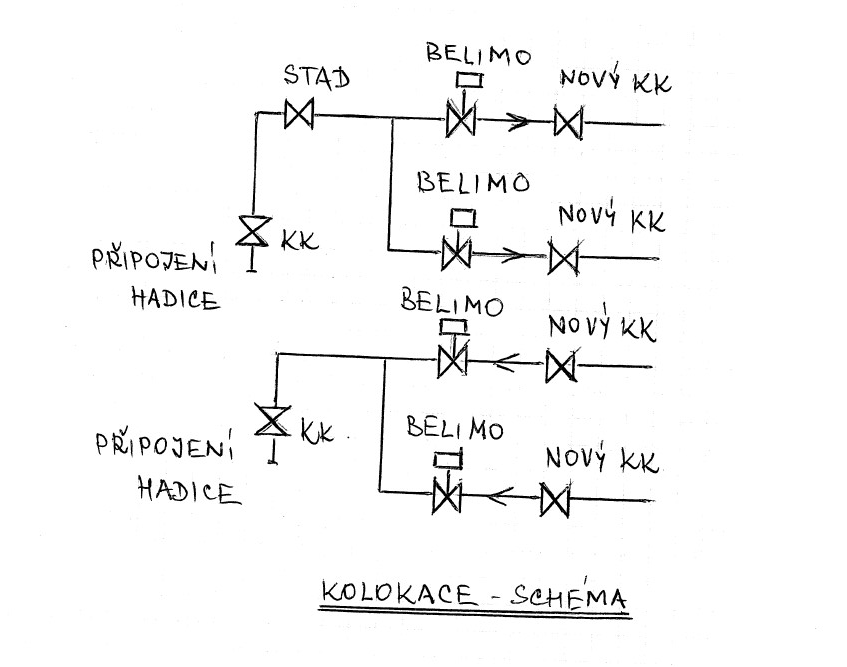 BELIMO
STAD
NOVÝ KK
BELIMO
NOVÝ KK
KK
PŘIPOJENÍ
HADICE
BELIMO
NOVÝ KK
BELIMO
KK
PŘIPOJENÍ
HADICE
NOVÝ KK
KOLOKACE - SCHÉMA